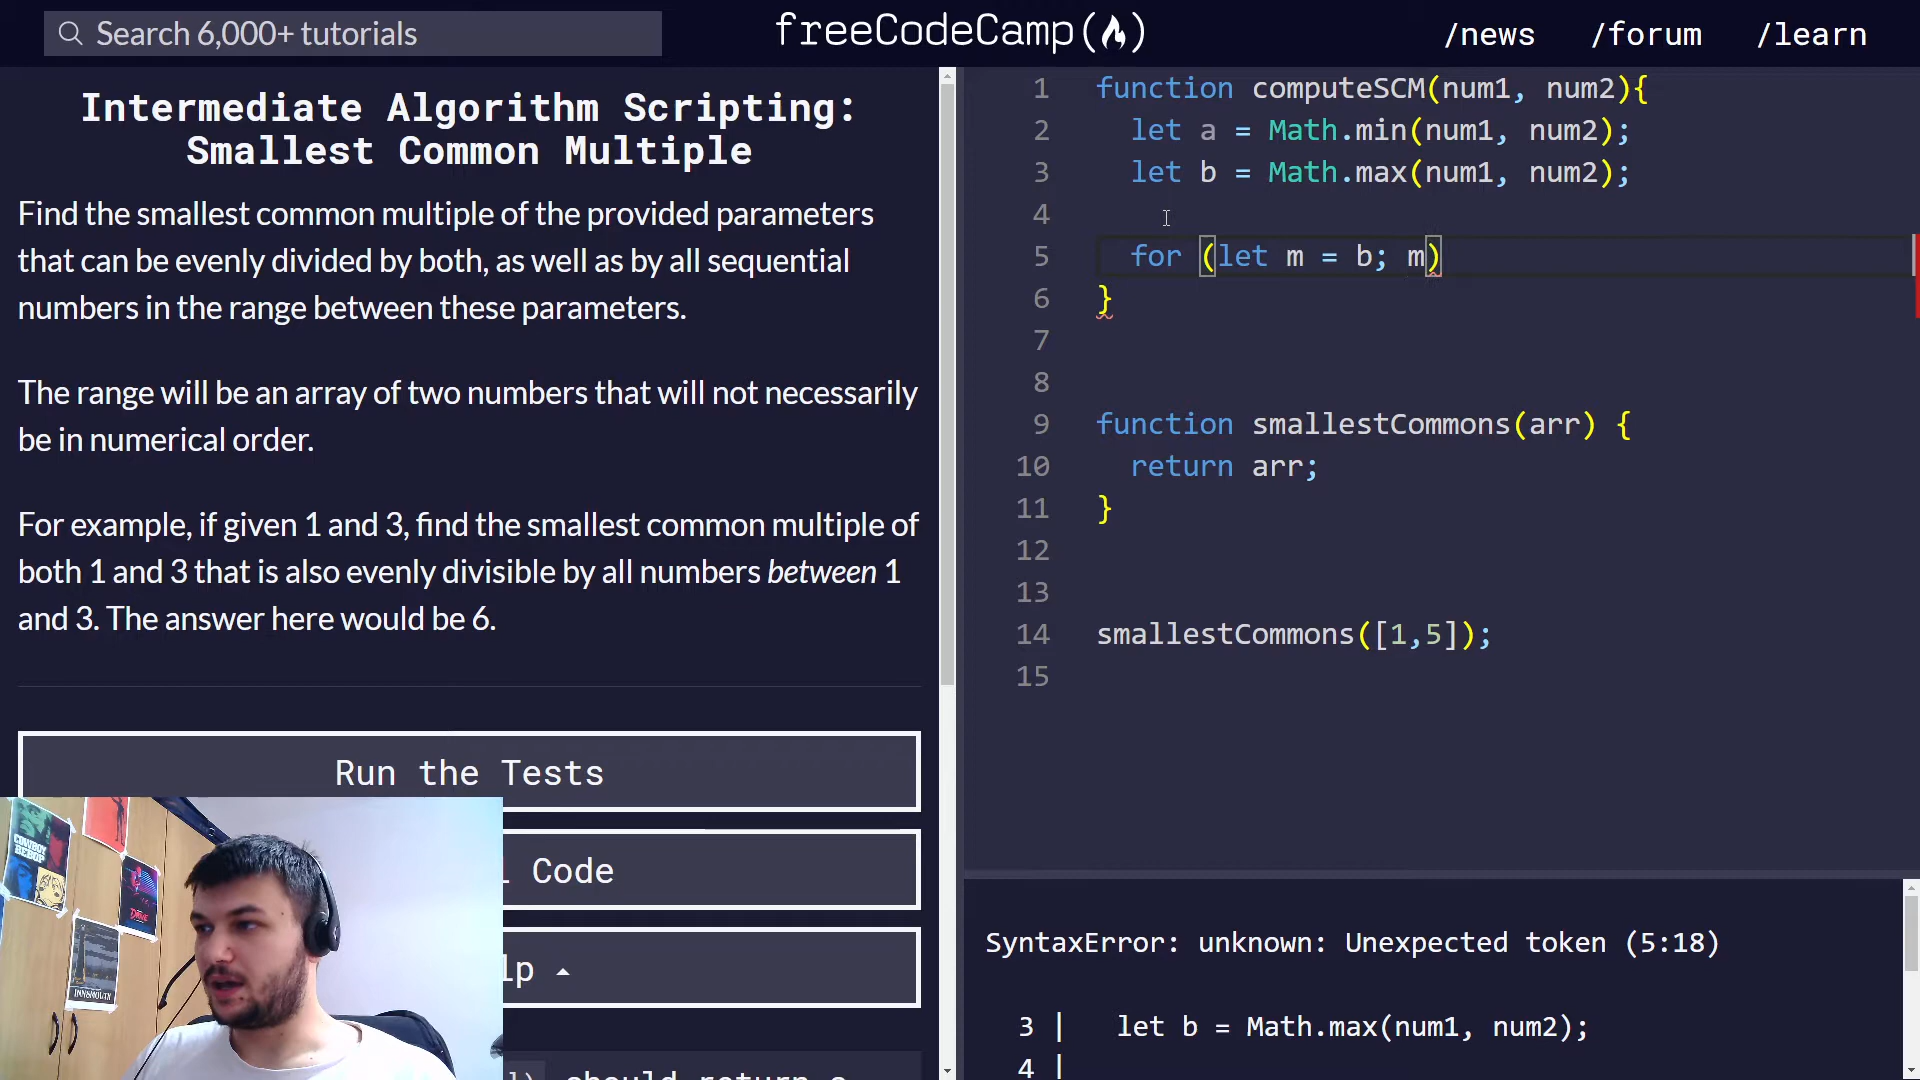 Search 6,000+ tutorials
freeCodeCamp(🔥)
/news
/forum
/learn
Intermediate Algorithm Scripting:
Smallest Common Multiple
Find the smallest common multiple of the provided parameters
that can be evenly divided by both, as well as by all sequential
numbers in the range between these parameters.
The range will be an array of two numbers that will not necessarily
be in numerical order.
For example, if given 1 and 3, find the smallest common multiple of
both 1 and 3 that is also evenly divisible by all numbers between 1
and 3. The answer here would be 6.
Run the Tests
Code
lp
should return a
COWBOY
BEBOP
DRIVE
INNSMOUTH
1 function computeSCM(num1, num2){
2 let a = Math.min(num1, num2);
3 let b = Math.max(num1, num2);
4
5 for (let m = b; m)
6 }
7
8
9 function smallestCommons(arr) {
10 return arr;
11 }
12
13
14 smallestCommons([1,5]);
15
SyntaxError: unknown: Unexpected token (5:18)
3 | let b = Math.max(num1, num2);
4 |